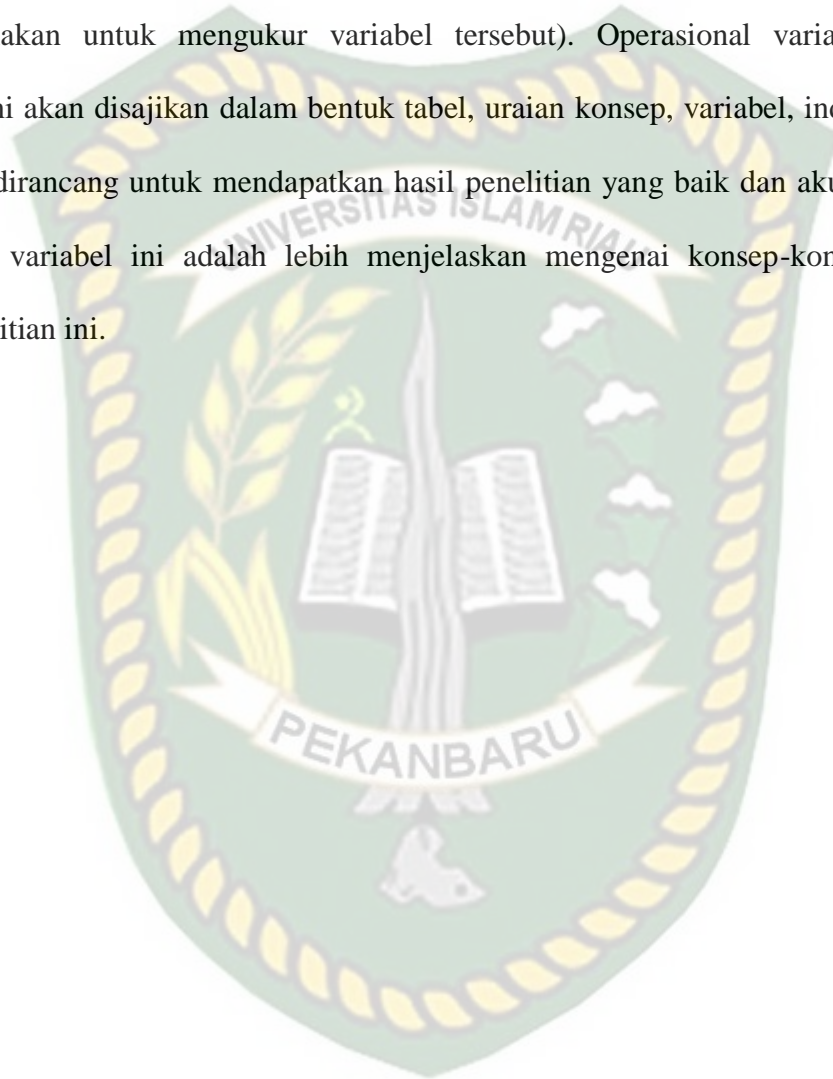 akan untuk mengukur variabel tersebut). Operasional varia
ni akan disajikan dalam bentuk tabel, uraian konsep, variabel, in
dirancang untuk mendapatkan hasil penelitian yang baik dan ak
variabel ini adalah lebih menjelaskan mengenai konsep-kon
itian ini.
UNIVERSITAS ISLAM RIAU
PEKANBARU